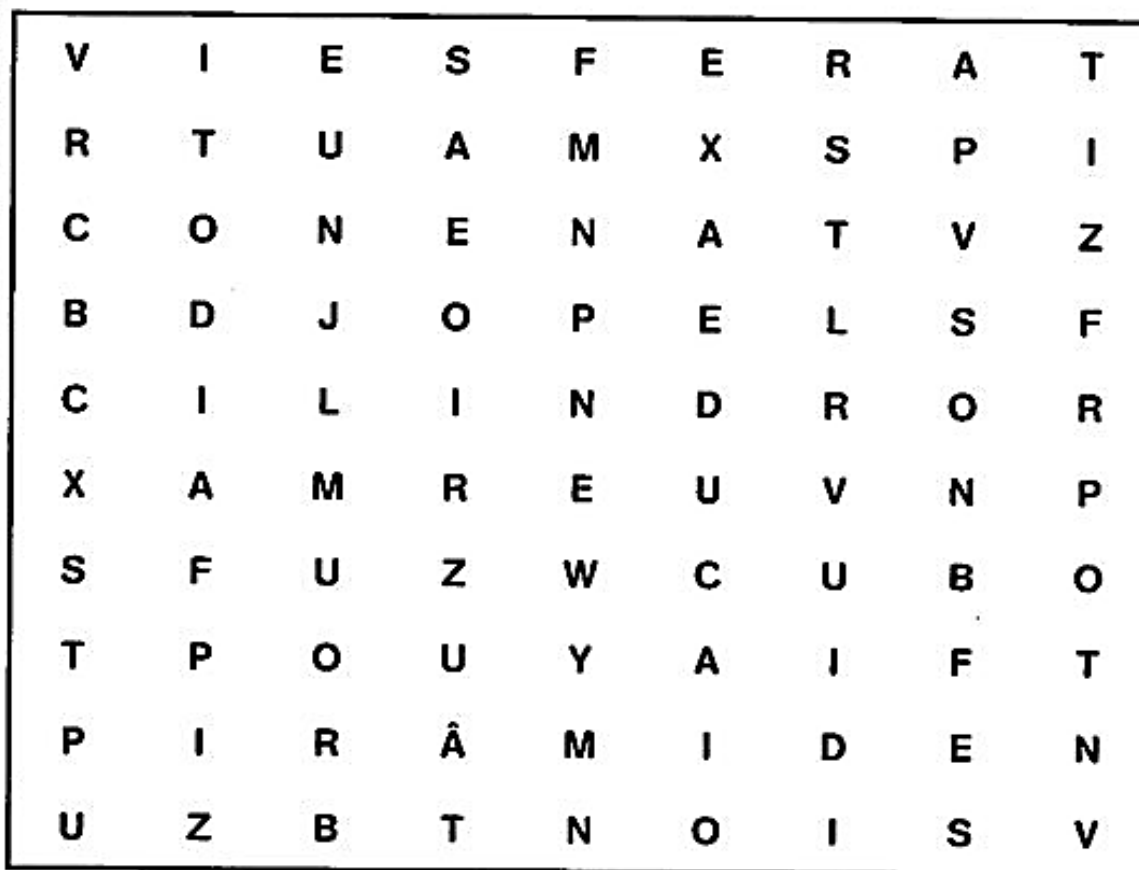 V I E S F E R A T
R T U A M X S P I
C O N E N A T V Z
B D J O P E L S F
C I L I N D R O R
X A M R E U V N P
S F U Z W C U B O
T P O U Y A I F T
P I R Â M I D E N
U Z B T N O I S V